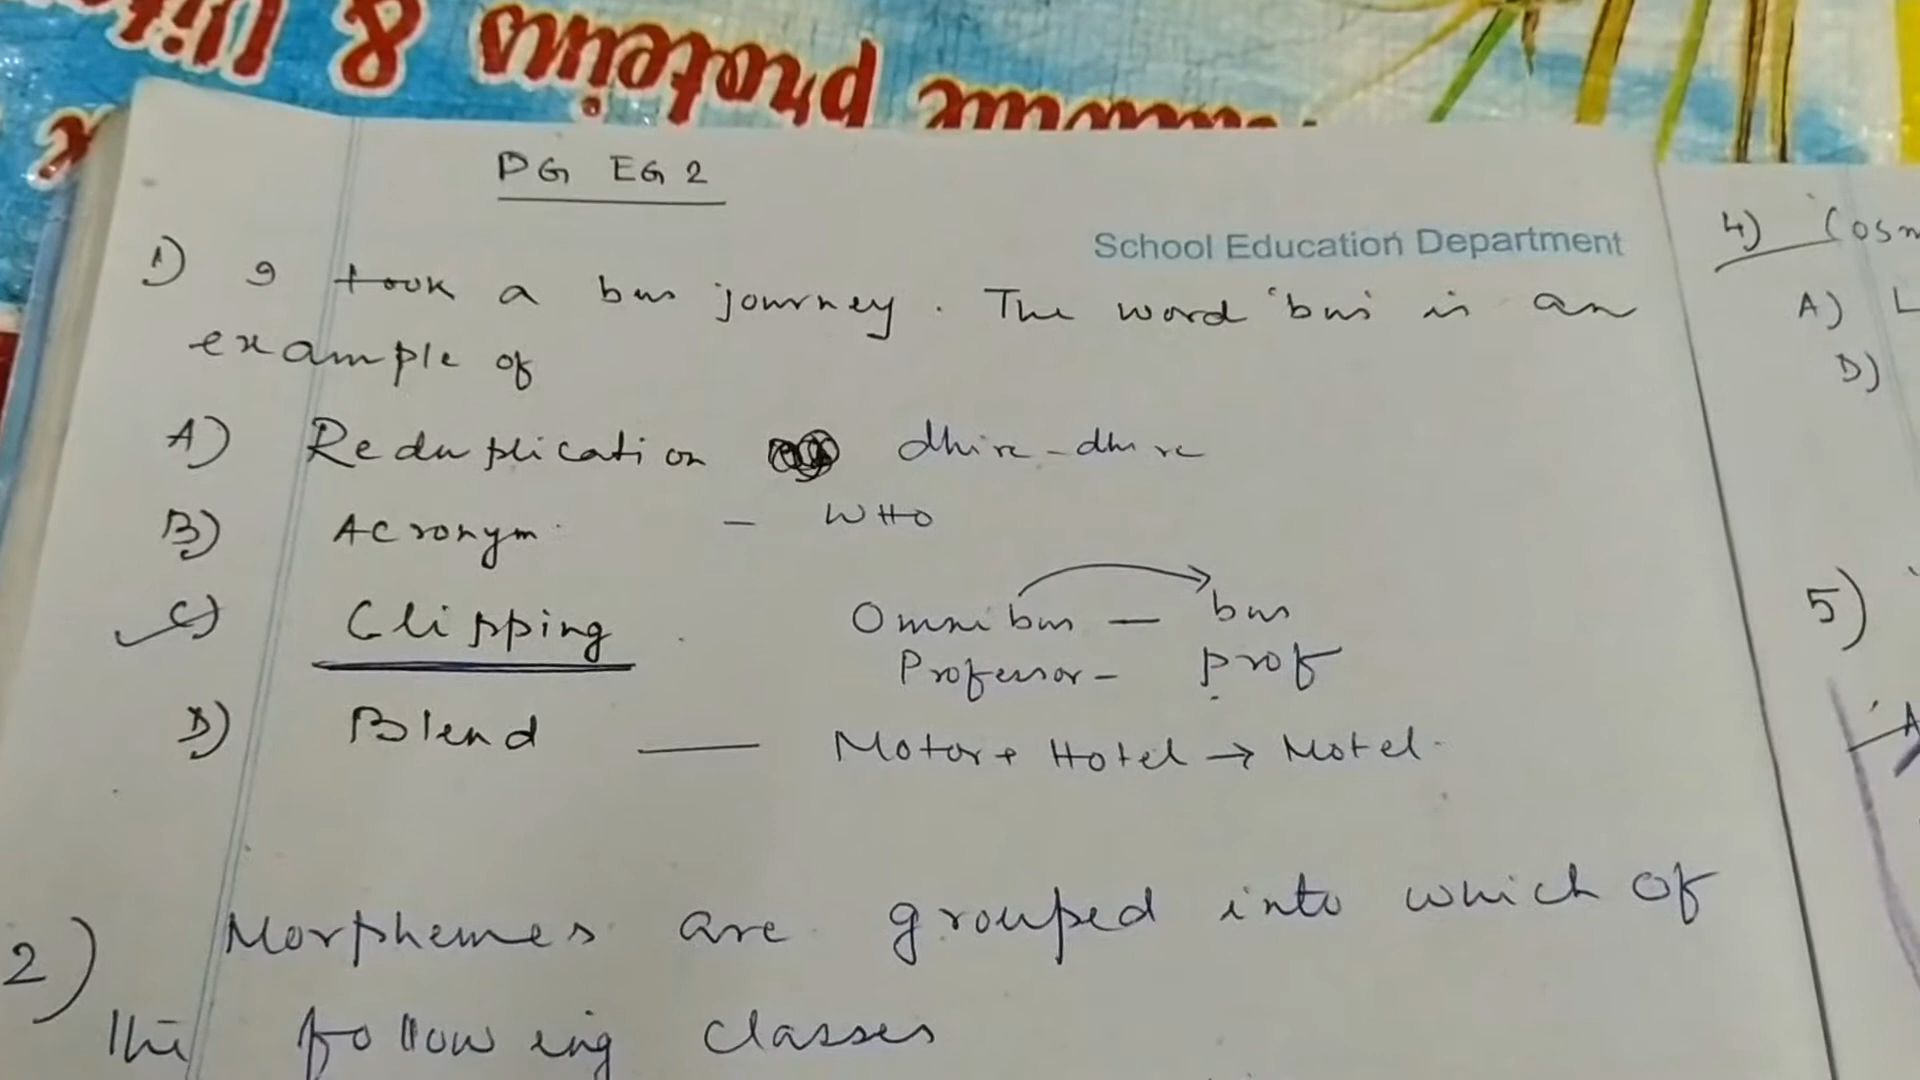 proteins &
PG EG 2
School Education Department
1) I took a bus journey. The word 'bus' is an
example of
A) Reduplication dhire-dhire
B) Acronym - WHO
C) Clipping Omnibus — bus
Professor - prof
D) Blend — Motor + Hotel → Motel.
2) Morphemes are grouped into which of
the following classes
4)
A)
D)
5)
A